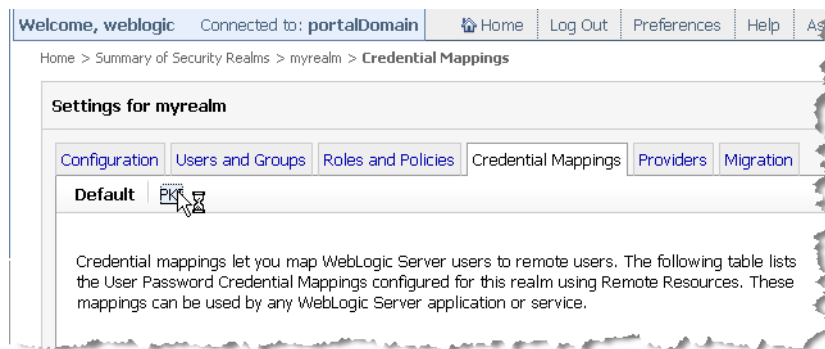 Welcome, weblogic Connected to: portalDomain Home Log Out Preferences Help
Home > Summary of Security Realms > myrealm > Credential Mappings
Settings for myrealm
Configuration Users and Groups Roles and Policies Credential Mappings Providers Migration
Default
Credential mappings let you map WebLogic Server users to remote users. The following table lists
the User Password Credential Mappings configured for this realm using Remote Resources. These
mappings can be used by any WebLogic Server application or service.